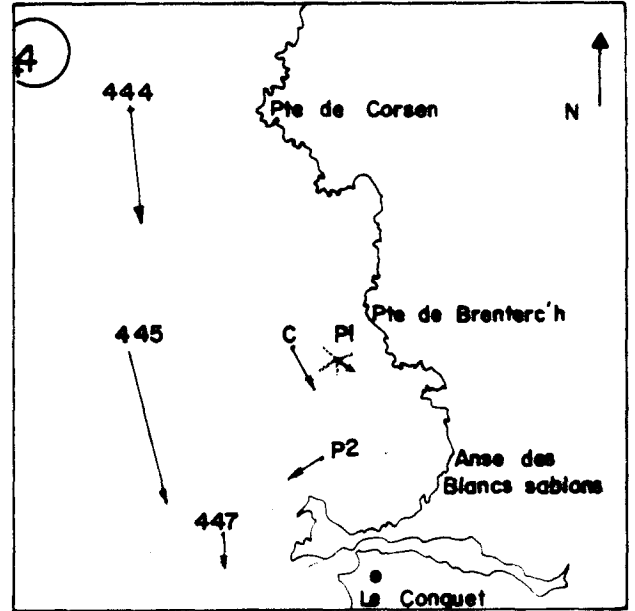 4
444
Pte de Corsen
N
Pte de Brenterc'h
445
C
P1
P2
Anse des
Blancs sablons
447
Le Conquet